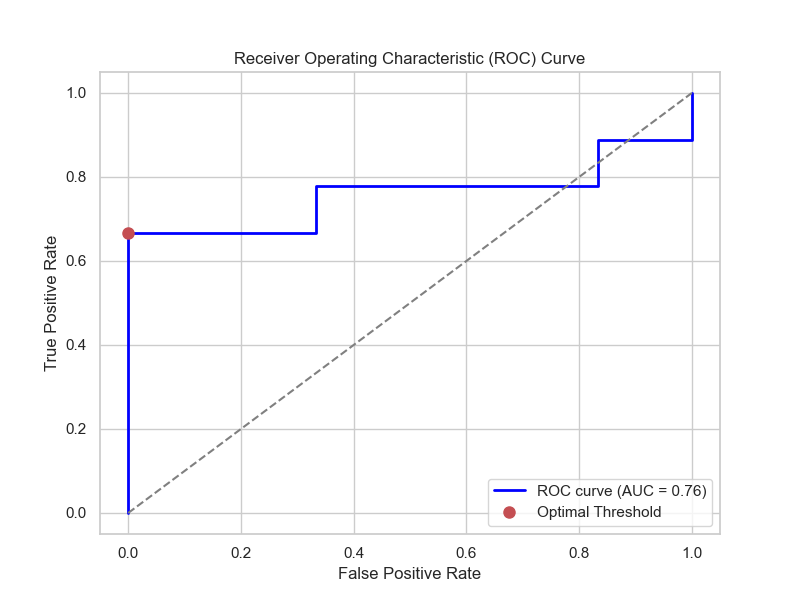 Receiver Operating Characteristic (ROC) Curve
1.0
0.8
0.6
0.4
0.2
0.0
True Positive Rate
0.0 0.2 0.4 0.6 0.8 1.0
False Positive Rate
ROC curve (AUC = 0.76)
Optimal Threshold